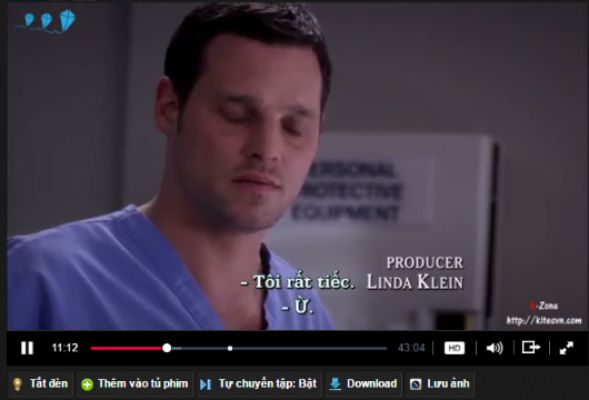 PERSONAL
PROTECTIVE
EQUIPMENT
PRODUCER
LINDA KLEIN
- Tôi rất tiếc.
- Ừ.
E-Zone
http://kitesvn.com
11:12
43:04
HD
Tắt đèn
Thêm vào tủ phim
Tự chuyển tập: Bật
Download
Lưu ảnh